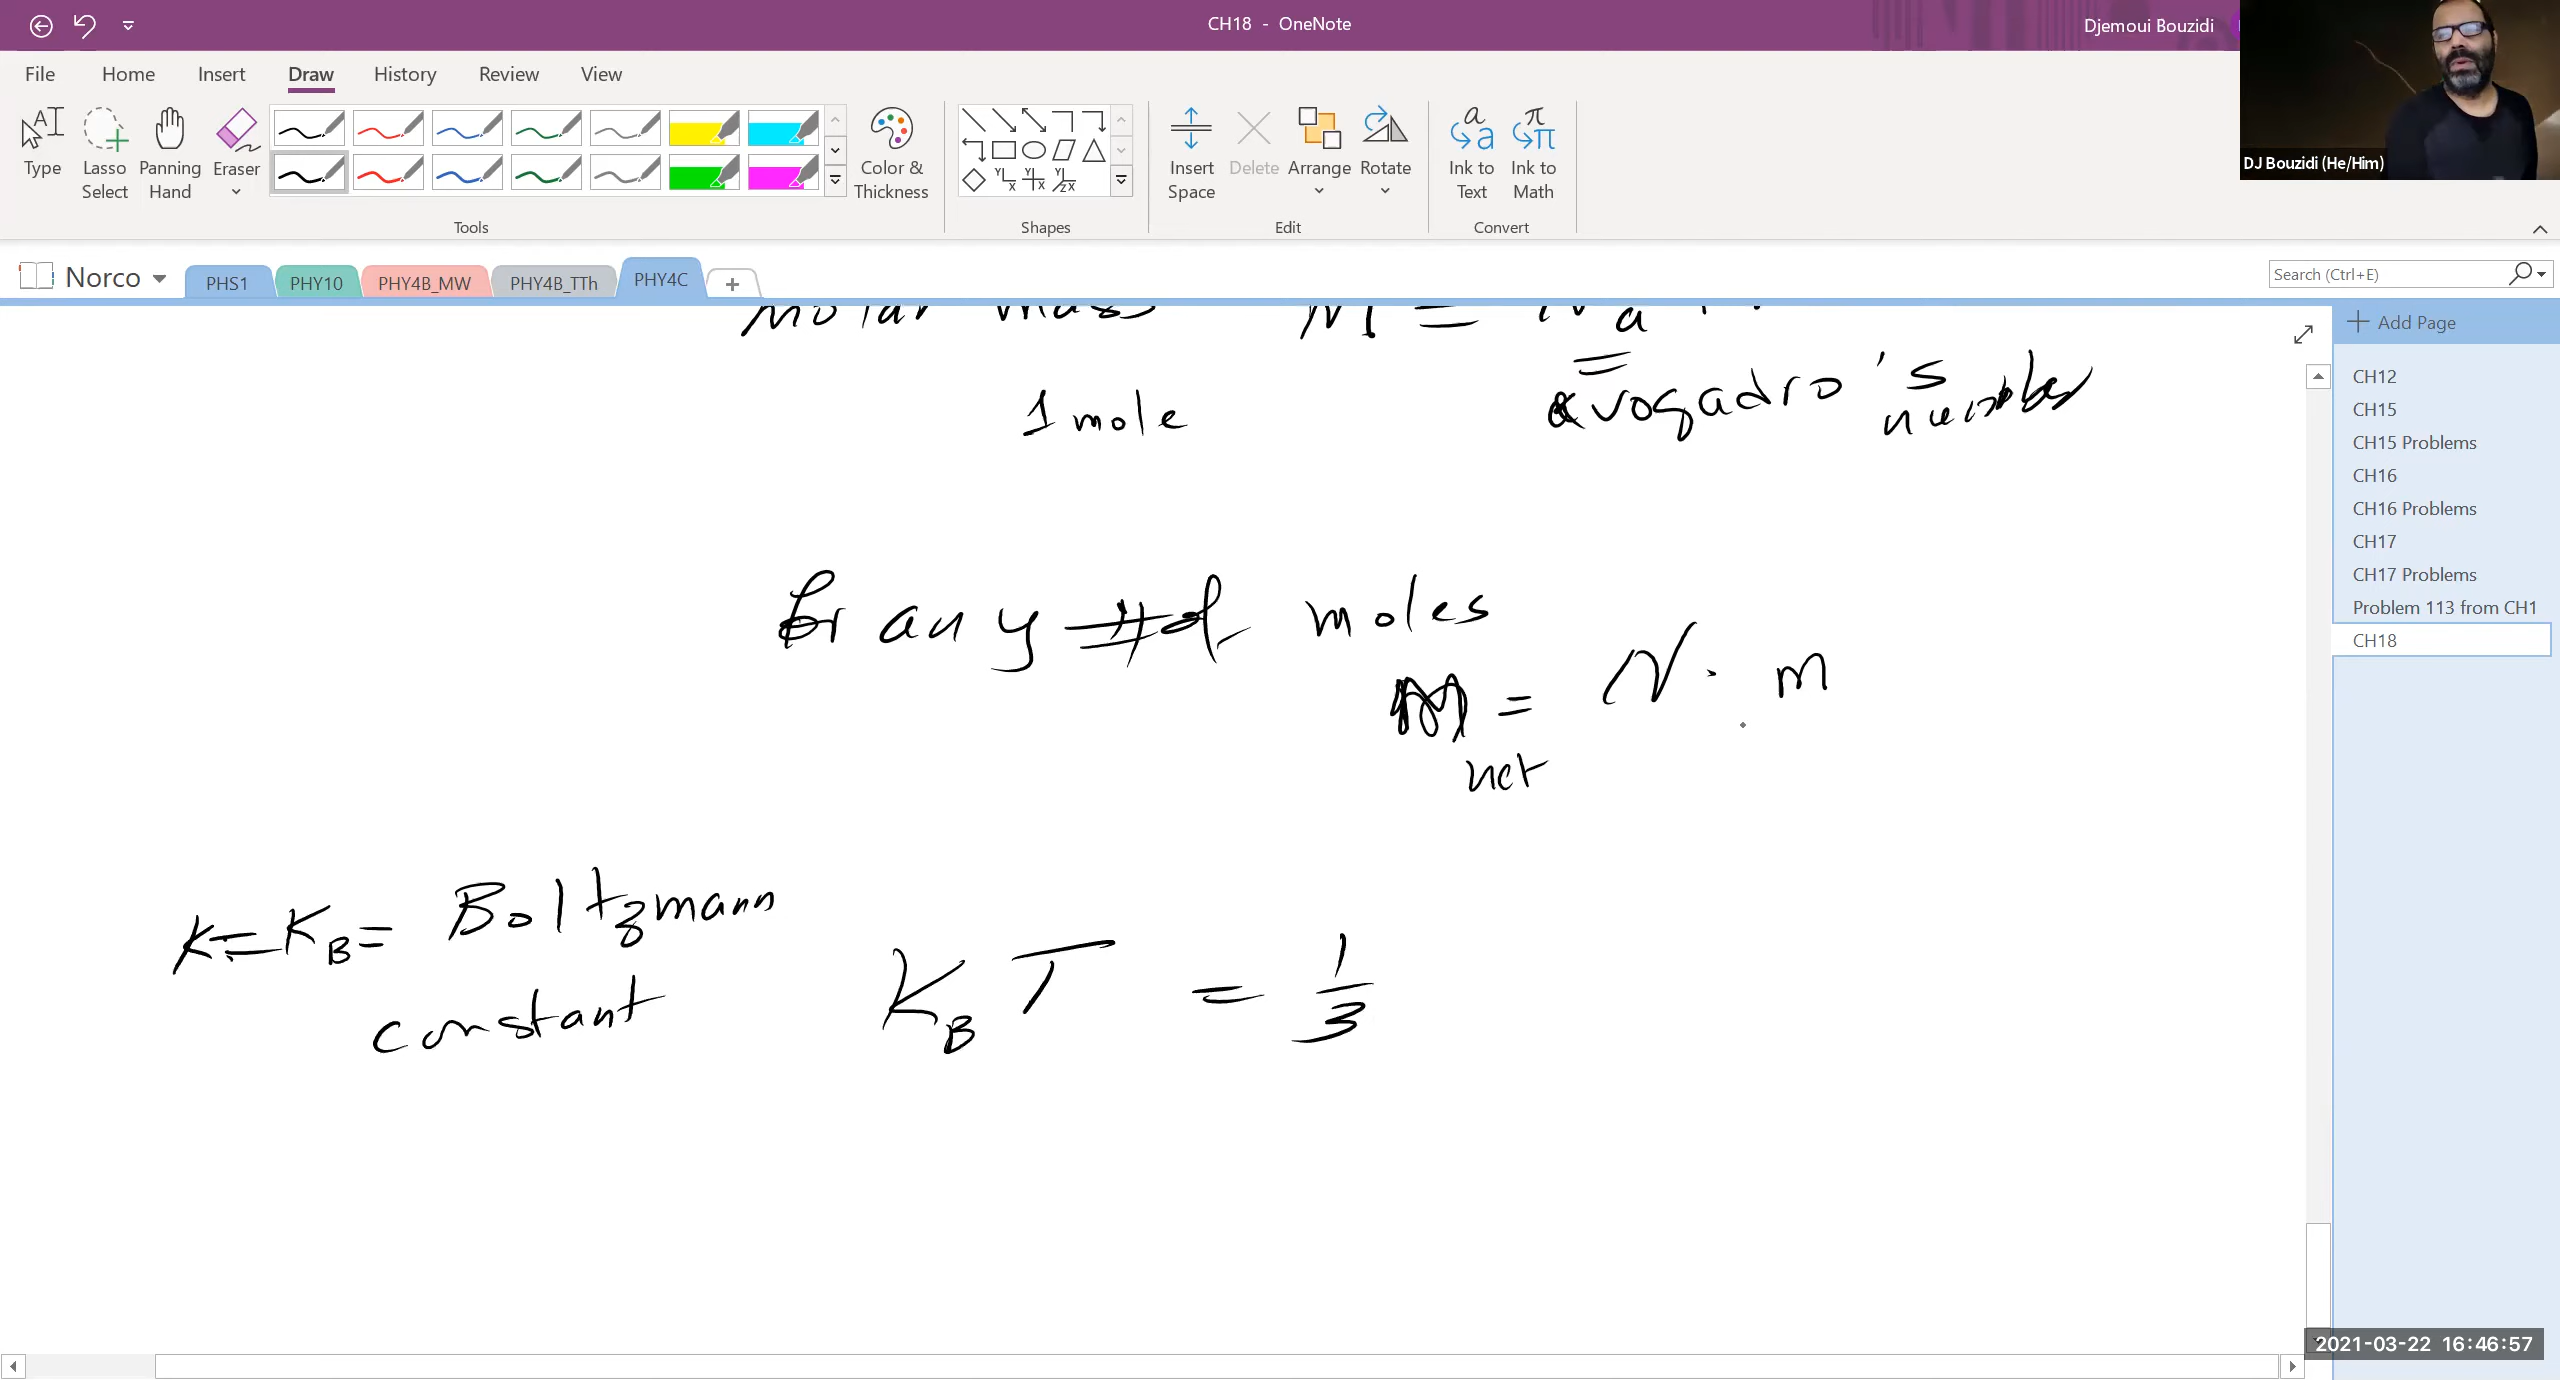 CH18 - OneNote
Djemoui Bouzidi
File Home Insert Draw History Review View
Type
Lasso Select
Panning Hand
Eraser
Color & Thickness
Insert Space
Delete
Arrange
Rotate
Ink to Text
Ink to Math
Tools
Shapes
Edit
Convert
DJ Bouzidi (He/Him)
Norco
PHS1 PHY10 PHY4B_MW PHY4B_TTh PHY4C
Search (Ctrl+E)
Add Page
CH12
CH15
CH15 Problems
CH16
CH16 Problems
CH17
CH17 Problems
Problem 113 from CH1
CH18
Molar mass M = Na
1 mole
avogadro's number
for any # of moles
M net = N · m
K = K_B = Boltzmann constant
K_B T = 1/3
2021-03-22 16:46:57